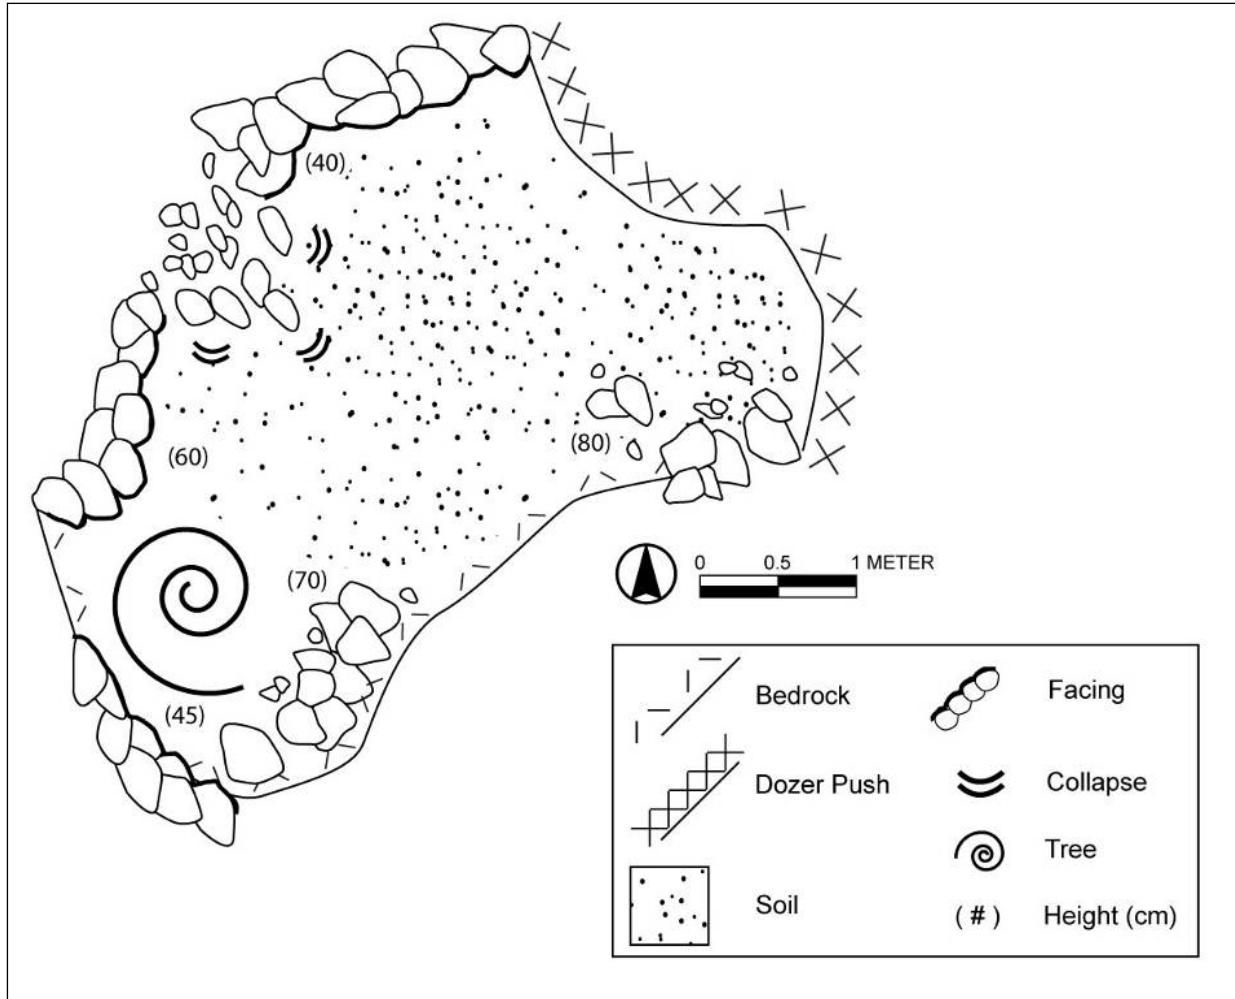 (40)
(60)
(80)
(70)
(45)
0 0.5 1 METER
Bedrock
Facing
Dozer Push
Collapse
Tree
Soil
( # ) Height (cm)